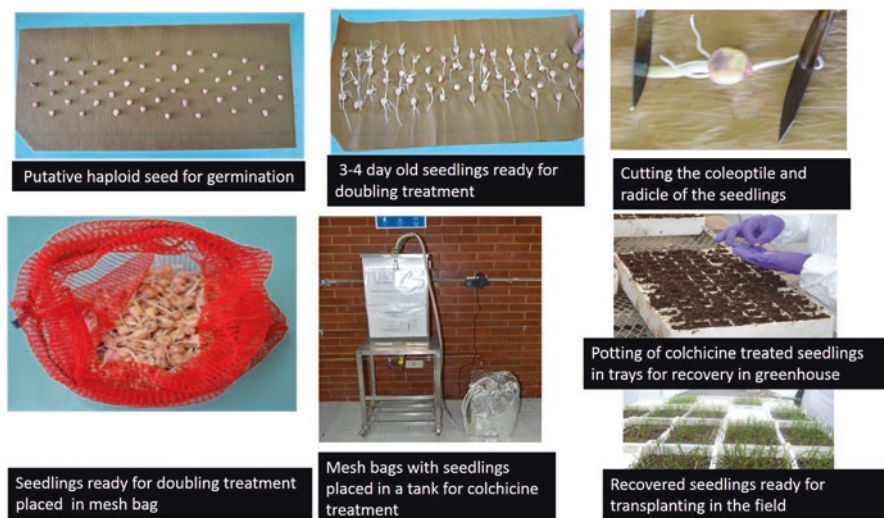 Putative haploid seed for germination
3-4 day old seedlings ready for
doubling treatment
Cutting the coleoptile and
radicle of the seedlings
Seedlings ready for doubling treatment
placed in mesh bag
Mesh bags with seedlings
placed in a tank for colchicine
treatment
Potting of colchicine treated seedlings
in trays for recovery in greenhouse
Recovered seedlings ready for
transplanting in the field